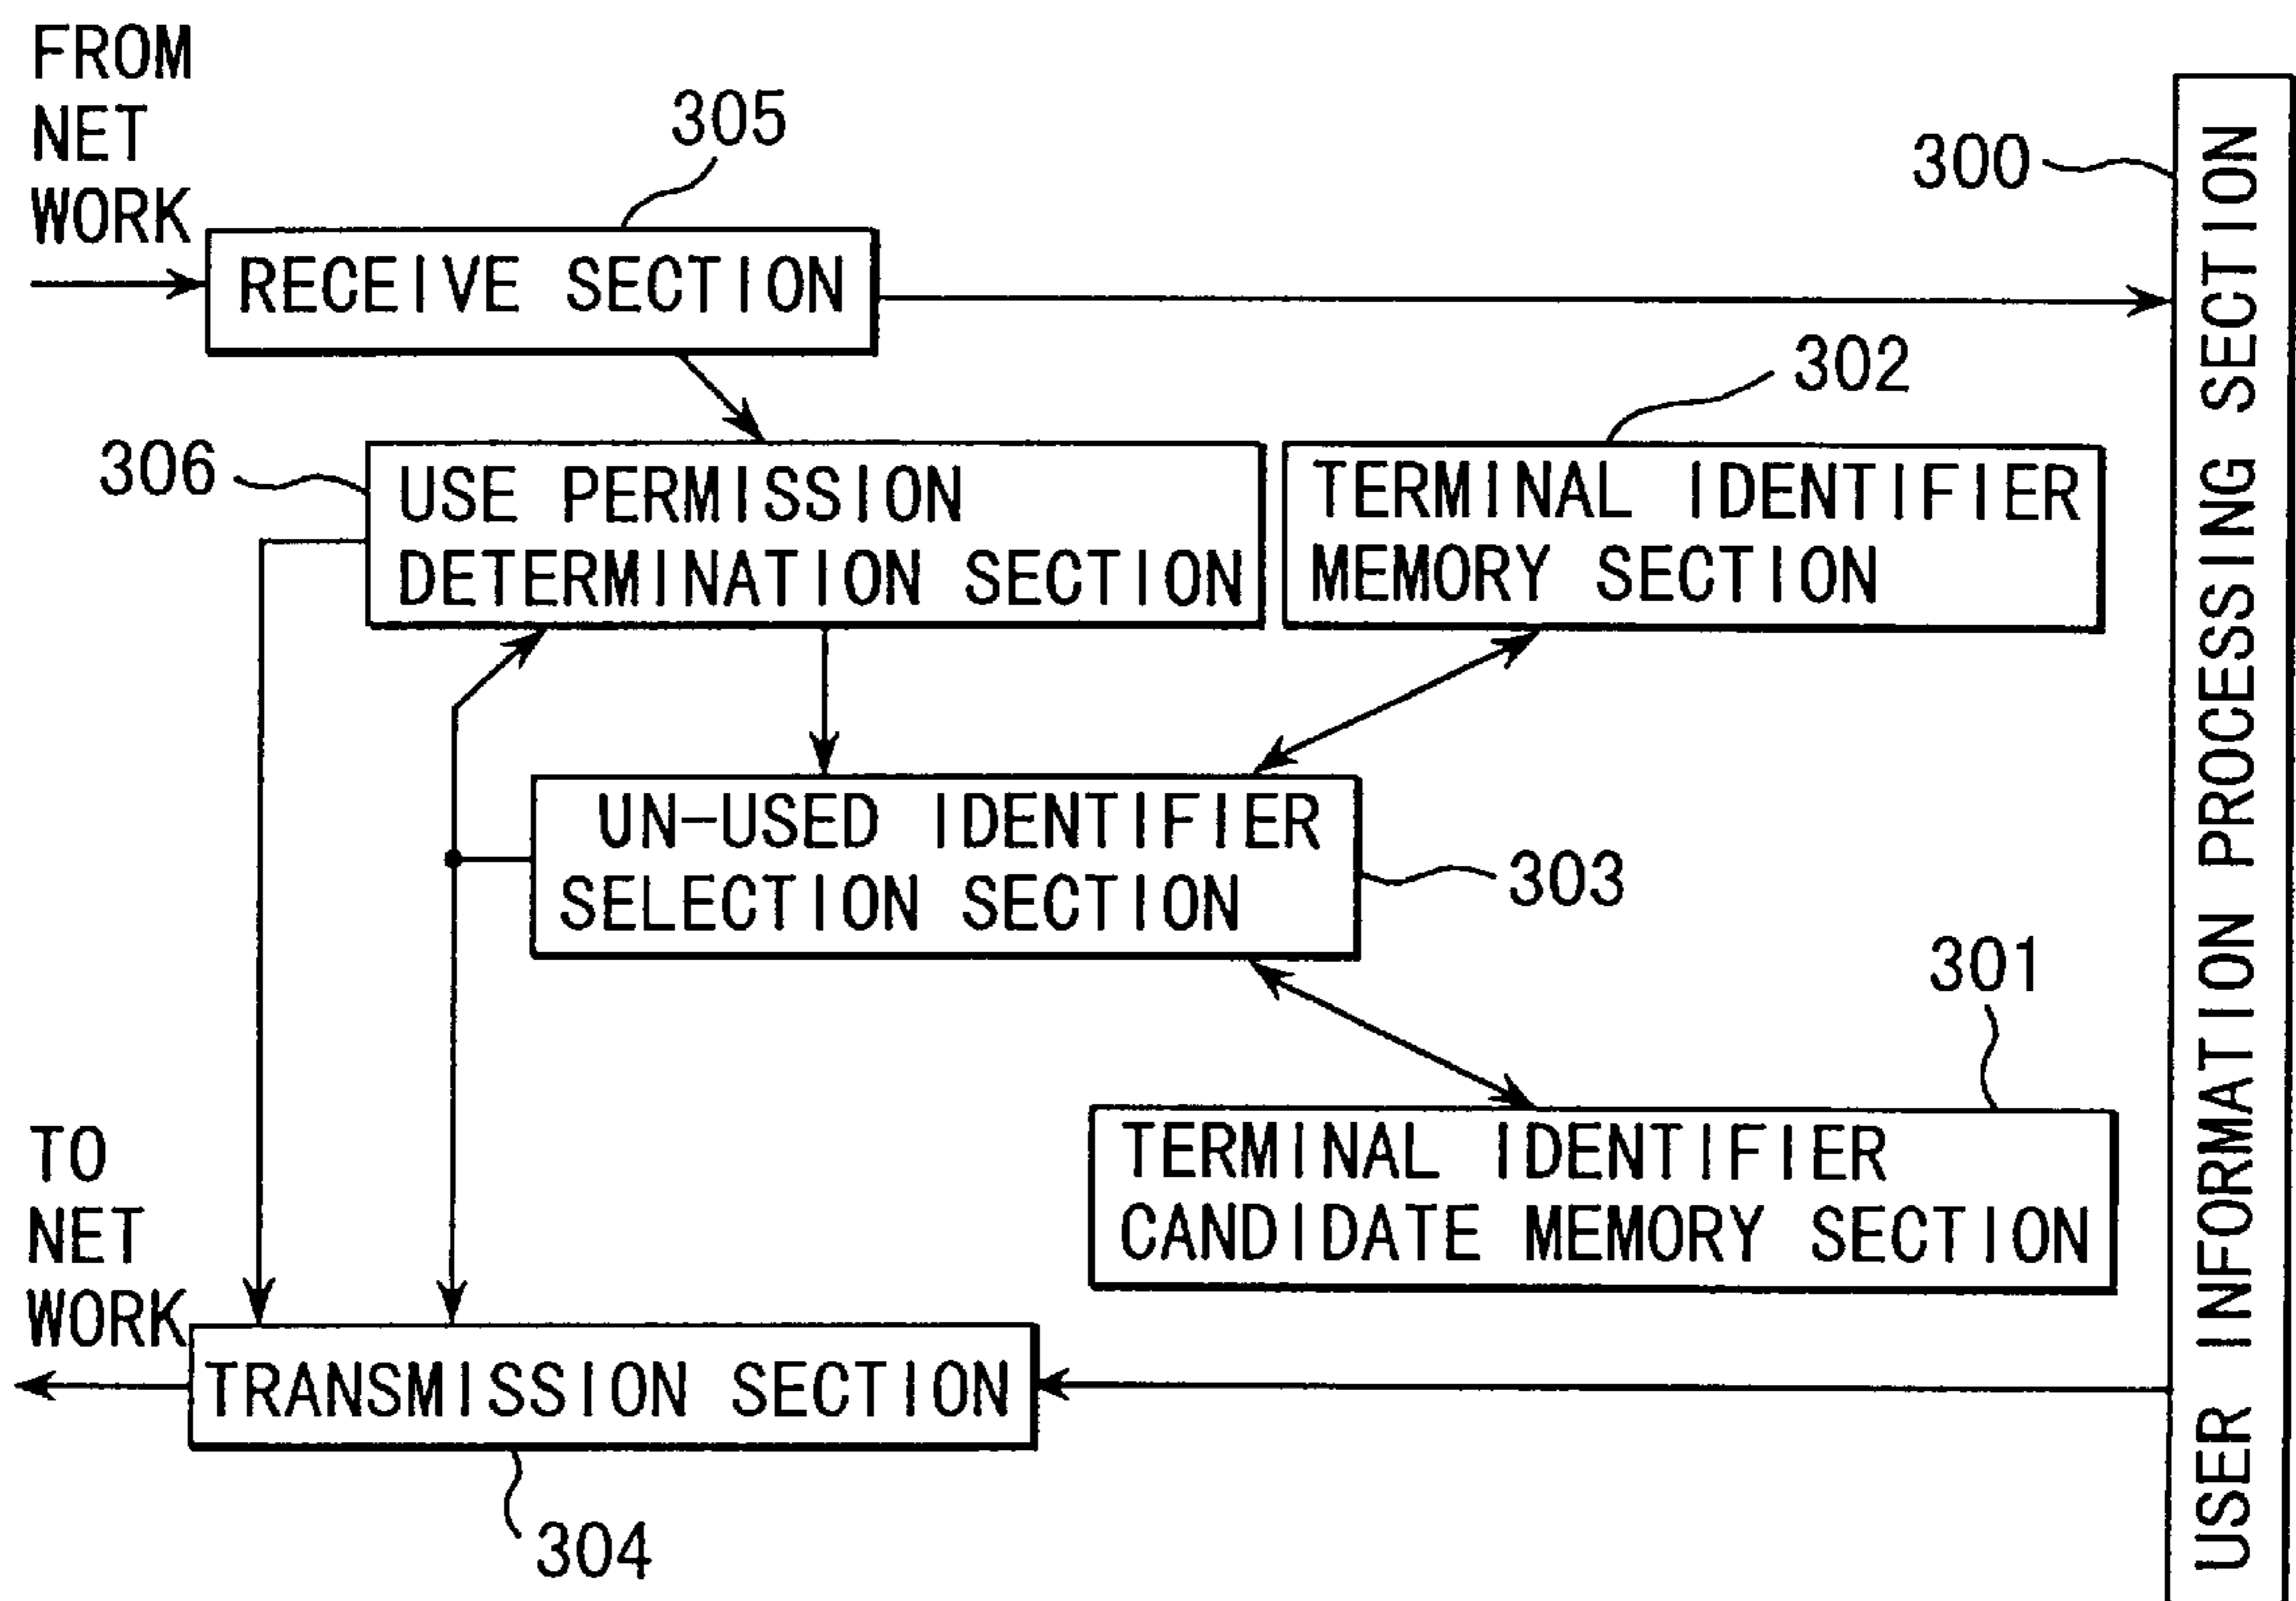 FROM
NET
WORK
305
300
RECEIVE SECTION
302
306
USE PERMISSION
DETERMINATION SECTION
TERMINAL IDENTIFIER
MEMORY SECTION
UN-USED IDENTIFIER
SELECTION SECTION
303
301
TERMINAL IDENTIFIER
CANDIDATE MEMORY SECTION
TO
NET
WORK
TRANSMISSION SECTION
304
USER INFORMATION PROCESSING SECTION